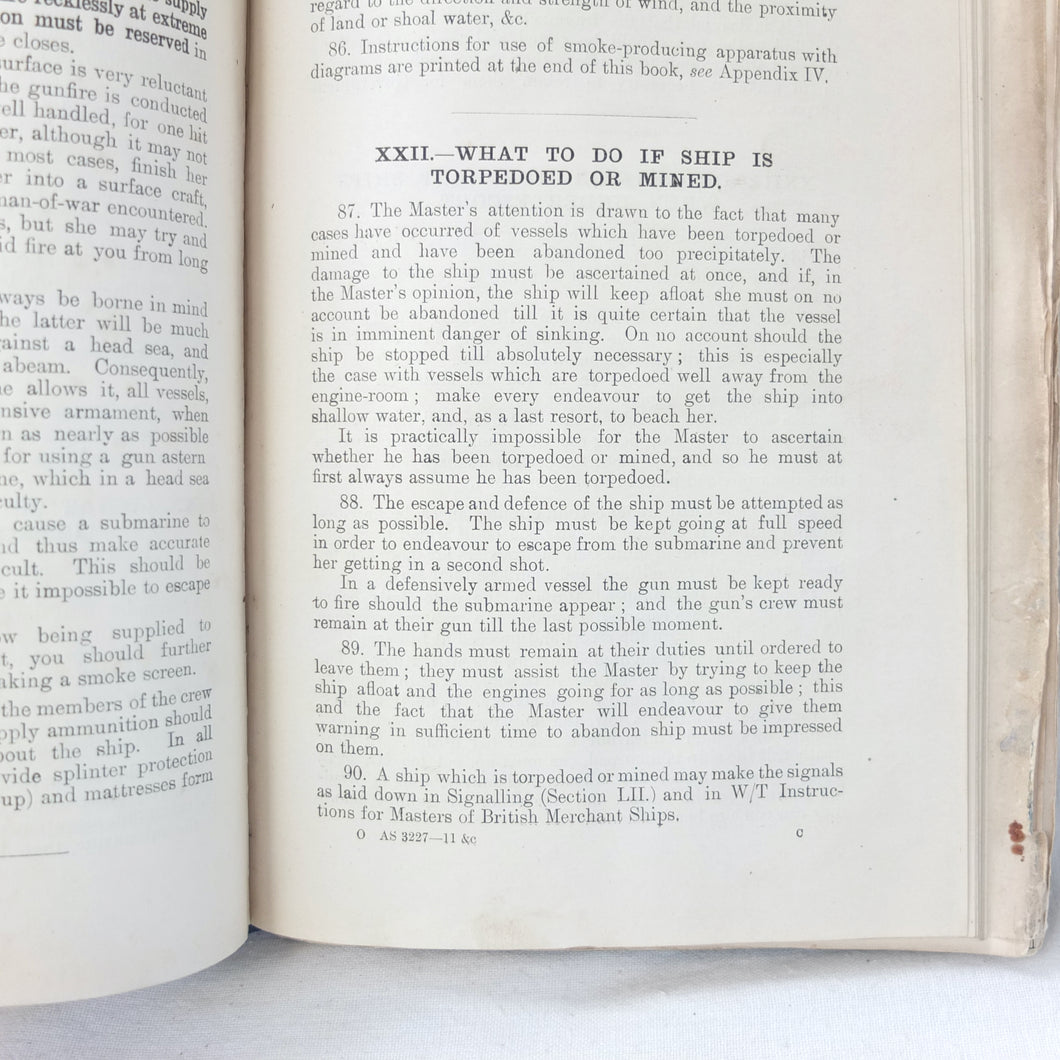 supply
recklessly at extreme
must be reserved in
closes.
surface is very reluctant
gunfire is conducted
well handled, for one hit
although it may not
most cases, finish her
into a surface craft,
man-of-war encountered.
but she may try and
fire at you from long
always be borne in mind
the latter will be much
against a head sea, and
abeam. Consequently,
allows it, all vessels,
armament, when
as nearly as possible
for using a gun astern
which in a head sea
cause a submarine to
and thus make accurate
This should be
it impossible to escape
being supplied to
you should further
making a smoke screen.
the members of the crew
supply ammunition should
about the ship. In all
splinter protection
up) and mattresses form
regard to the direction and strength of wind, and the proximity
of land or shoal water, &c.
86. Instructions for use of smoke-producing apparatus with
diagrams are printed at the end of this book, see Appendix IV.
XXII.—WHAT TO DO IF SHIP IS
TORPEDOED OR MINED.
87. The Master's attention is drawn to the fact that many
cases have occurred of vessels which have been torpedoed or
mined and have been abandoned too precipitately. The
damage to the ship must be ascertained at once, and if, in
the Master's opinion, the ship will keep afloat she must on no
account be abandoned till it is quite certain that the vessel
is in imminent danger of sinking. On no account should the
ship be stopped till absolutely necessary; this is especially
the case with vessels which are torpedoed well away from the
engine-room; make every endeavour to get the ship into
shallow water, and, as a last resort, to beach her.
It is practically impossible for the Master to ascertain
whether he has been torpedoed or mined, and so he must at
first always assume he has been torpedoed.
88. The escape and defence of the ship must be attempted as
long as possible. The ship must be kept going at full speed
in order to endeavour to escape from the submarine and prevent
her getting in a second shot.
In a defensively armed vessel the gun must be kept ready
to fire should the submarine appear; and the gun's crew must
remain at their gun till the last possible moment.
89. The hands must remain at their duties until ordered to
leave them; they must assist the Master by trying to keep the
ship afloat and the engines going for as long as possible; this
and the fact that the Master will endeavour to give them
warning in sufficient time to abandon ship must be impressed
on them.
90. A ship which is torpedoed or mined may make the signals
as laid down in Signalling (Section LII.) and in W/T Instruc-
tions for Masters of British Merchant Ships.
O AS 3227—11 &c C